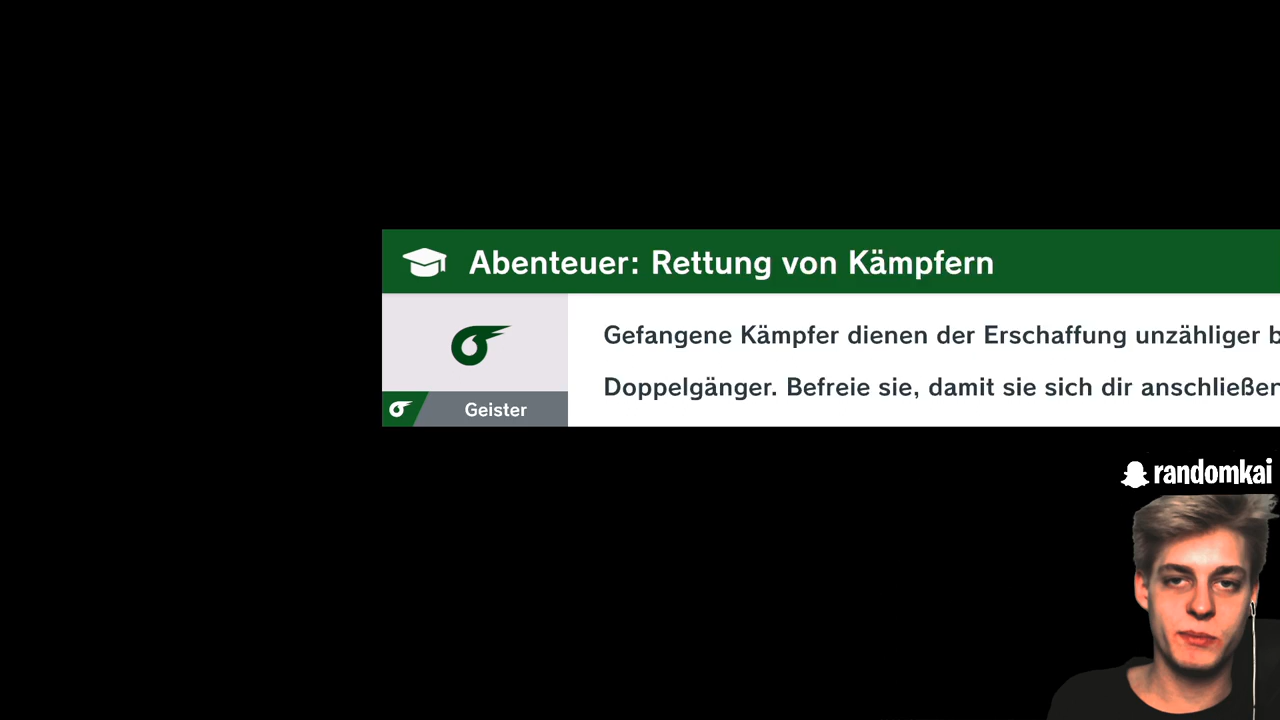 Abenteuer: Rettung von Kämpfern
Gefangene Kämpfer dienen der Erschaffung unzähliger b
Doppelgänger. Befreie sie, damit sie sich dir anschließen
Geister
randomkai